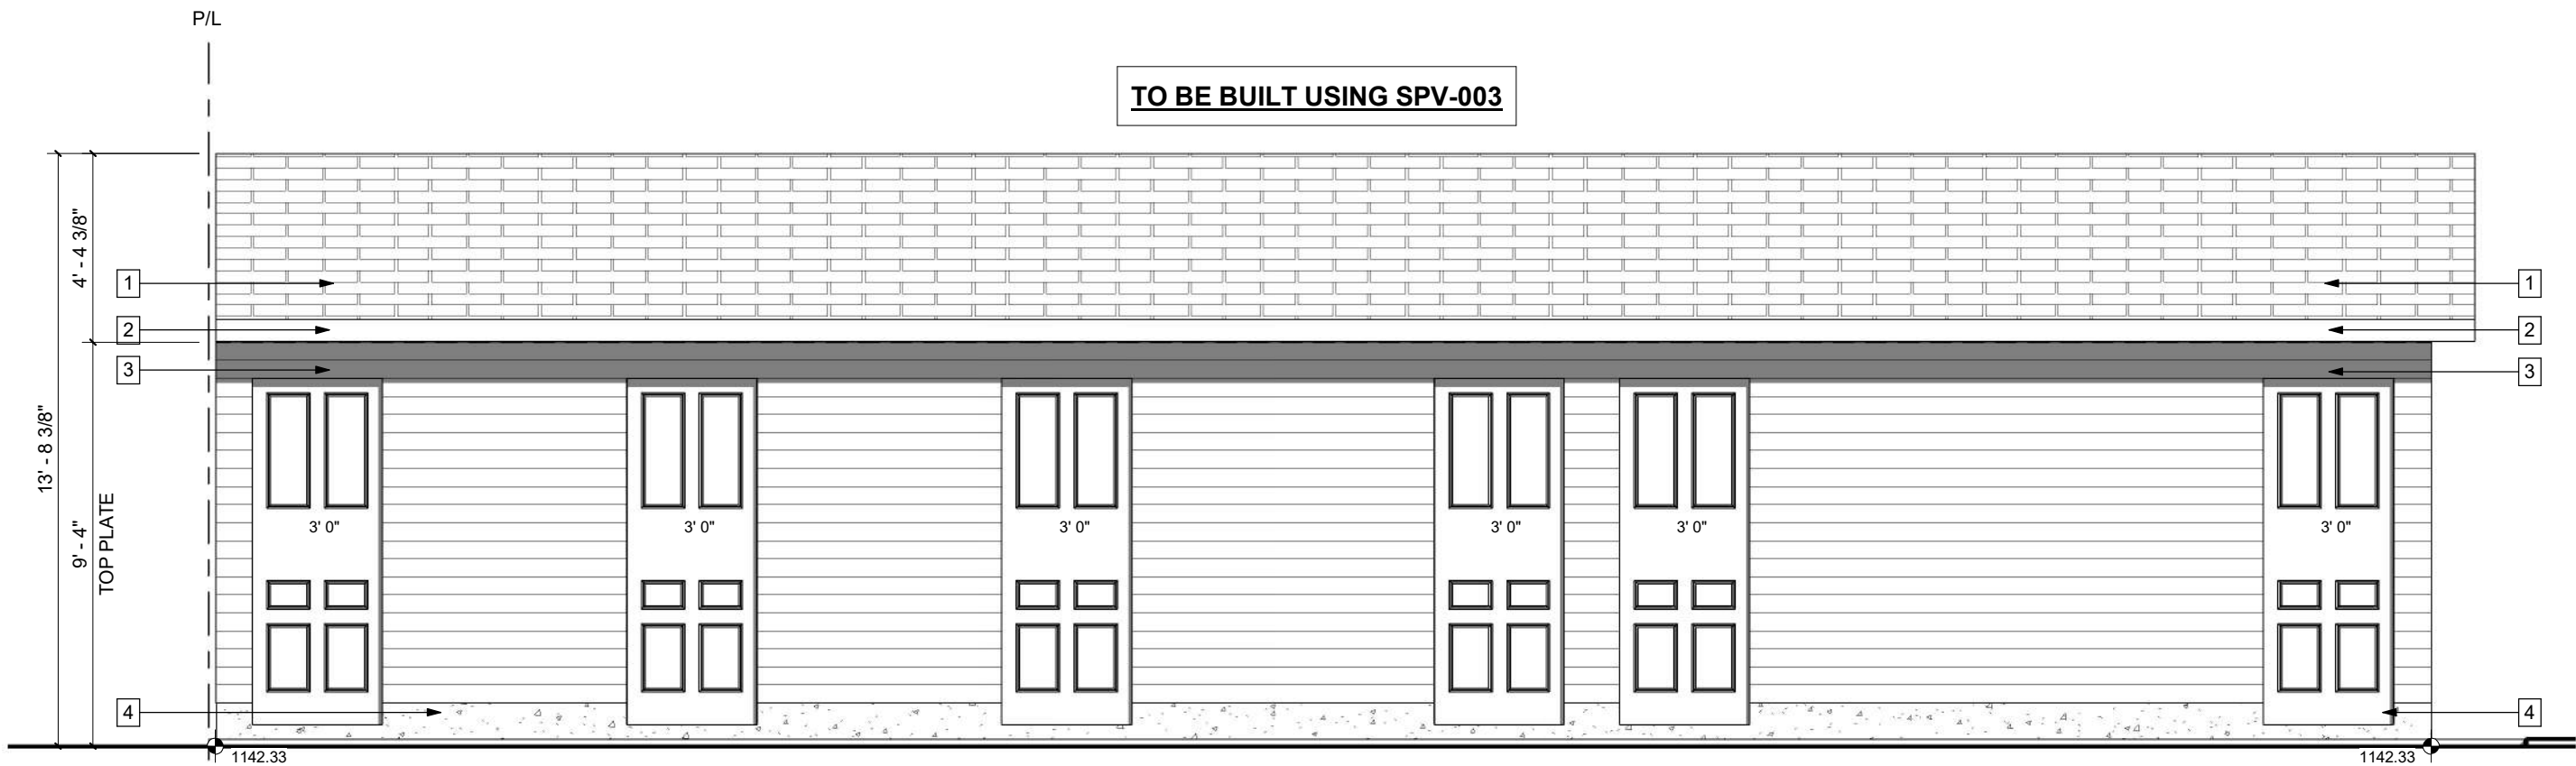 P/L
TO BE BUILT USING SPV-003
4' - 4 3/8"
13' - 8 3/8"
9' - 4"
TOP PLATE
1
1
2
2
3
3
3' 0"
3' 0"
3' 0"
3' 0"
3' 0"
3' 0"
4
4
1142.33
1142.33